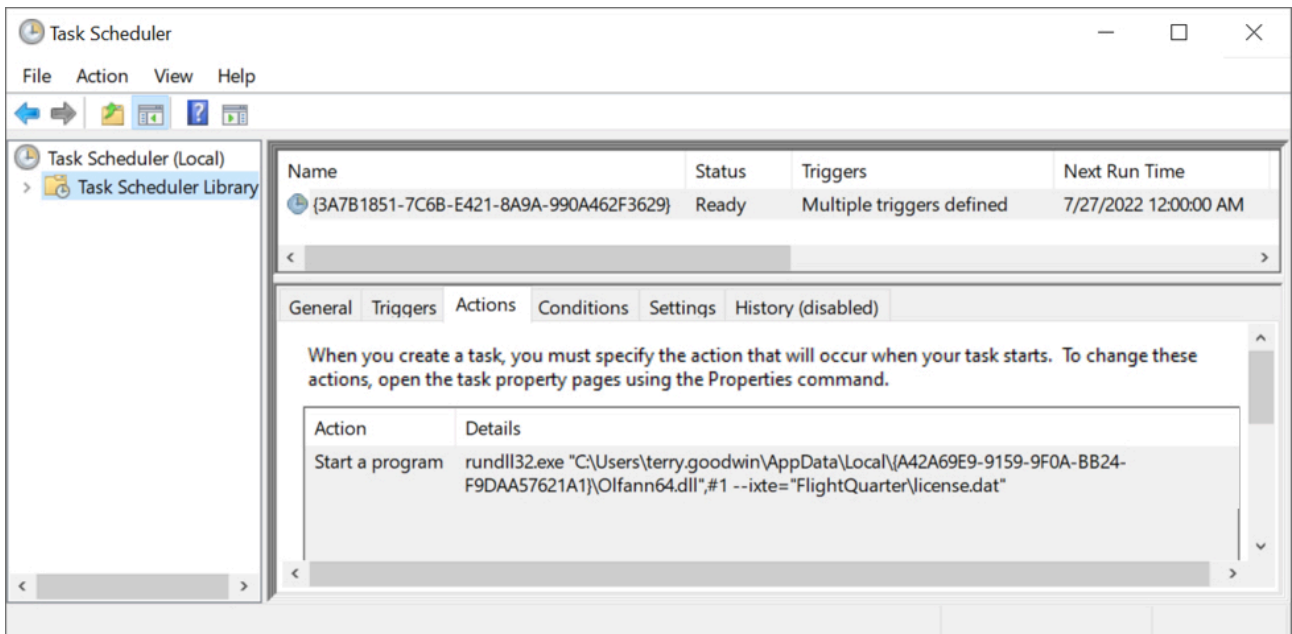 Task Scheduler
File Action View Help
Task Scheduler (Local)
Task Scheduler Library
Name Status Triggers Next Run Time
{3A7B1851-7C6B-E421-8A9A-990A462F3629} Ready Multiple triggers defined 7/27/2022 12:00:00 AM
General Triggers Actions Conditions Settings History (disabled)
When you create a task, you must specify the action that will occur when your task starts. To change these
actions, open the task property pages using the Properties command.
Action Details
Start a program rundll32.exe "C:\Users\terry.goodwin\AppData\Local\{A42A69E9-9159-9F0A-BB24-
F9DAA57621A1}\Olfann64.dll",#1 --ixte="FlightQuarter\license.dat"